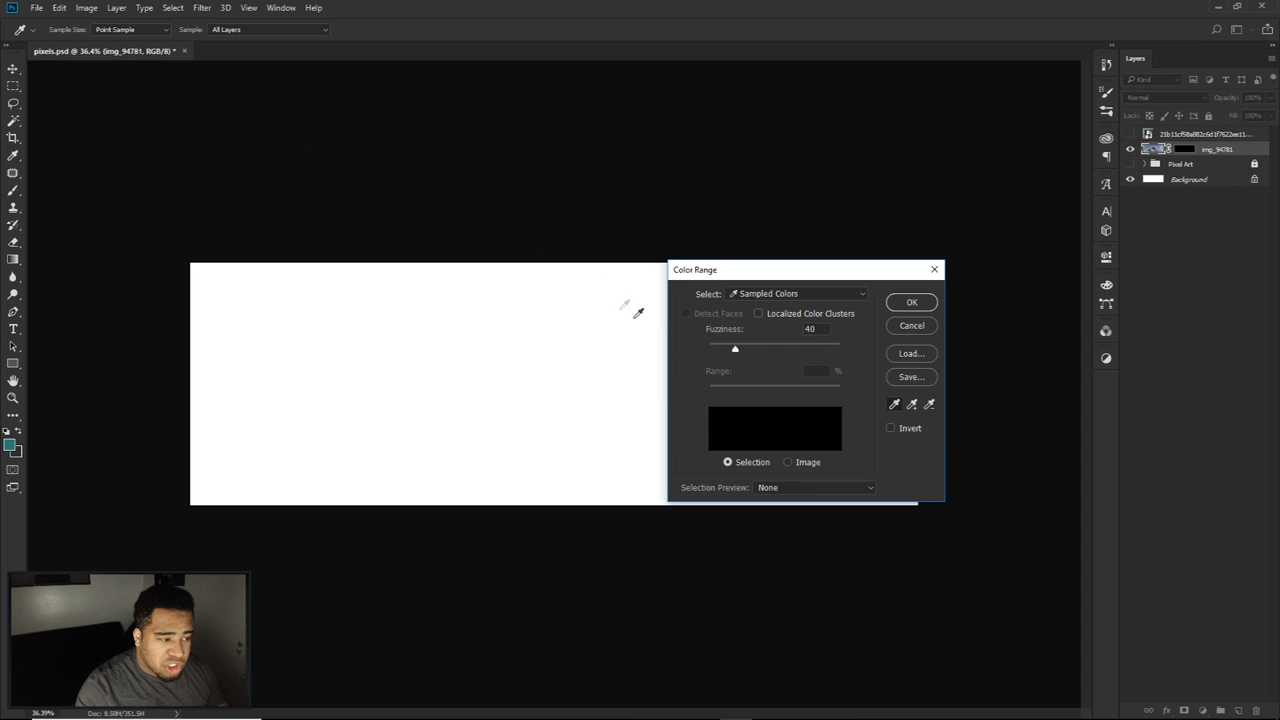 Ps File Edit Image Layer Type Select Filter 3D View Window Help
Sample Size: Point Sample Sample: All Layers
pixels.psd @ 36.4% (img_94781, RGB/8) * ×
Layers
Kind
Normal Opacity: 100%
Locks: Fill: 100%
img_94781
Pixel Art
Background
Color Range
Select: Sampled Colors
Detect Faces Localized Color Clusters
Fuzziness: 40
Range: %
Selection Image
Selection Preview: None
OK
Cancel
Load...
Save...
Invert
36.39% Doc: 8.58M/351.5M